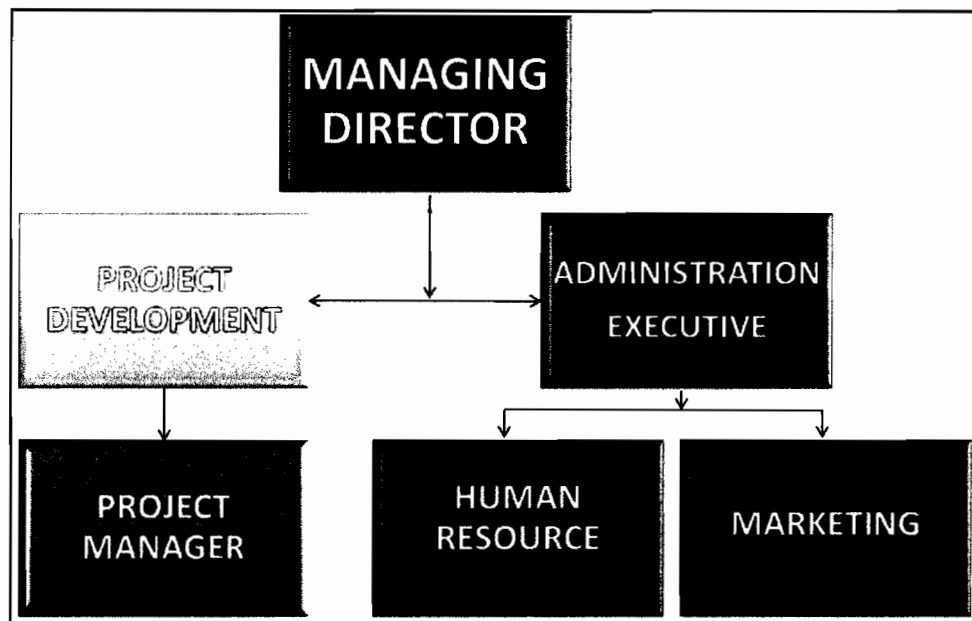 MANAGING
DIRECTOR
PROJECT
DEVELOPMENT
ADMINISTRATION
EXECUTIVE
PROJECT
MANAGER
HUMAN
RESOURCE
MARKETING